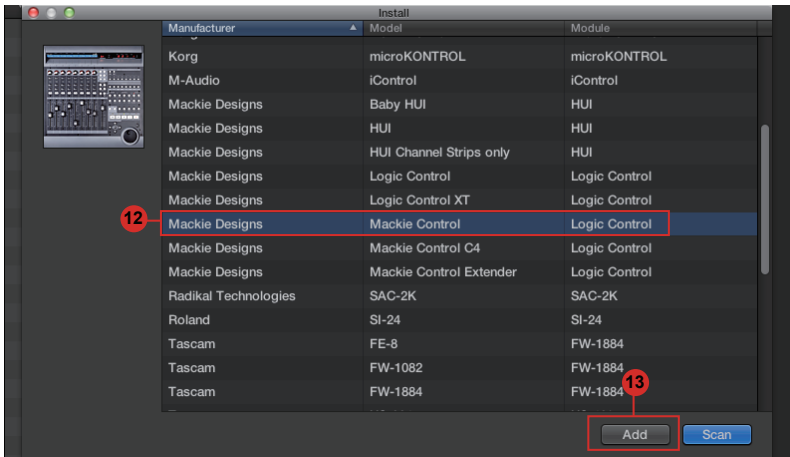 Install
Manufacturer Model Module
Korg microKONTROL microKONTROL
M-Audio iControl iControl
Mackie Designs Baby HUI HUI
Mackie Designs HUI HUI
Mackie Designs HUI Channel Strips only HUI
Mackie Designs Logic Control Logic Control
Mackie Designs Logic Control XT Logic Control
12 Mackie Designs Mackie Control Logic Control
Mackie Designs Mackie Control C4 Logic Control
Mackie Designs Mackie Control Extender Logic Control
Radikal Technologies SAC-2K SAC-2K
Roland SI-24 SI-24
Tascam FE-8 FW-1884
Tascam FW-1082 FW-1884
Tascam FW-1884 FW-1884
13
Add Scan